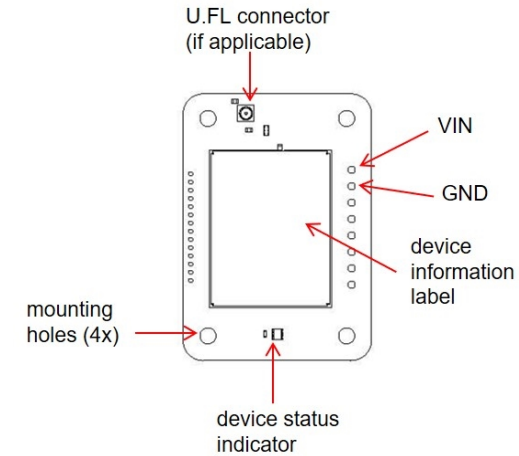 U.FL connector
(if applicable)
VIN
GND
device
information
label
mounting
holes (4x)
device status
indicator